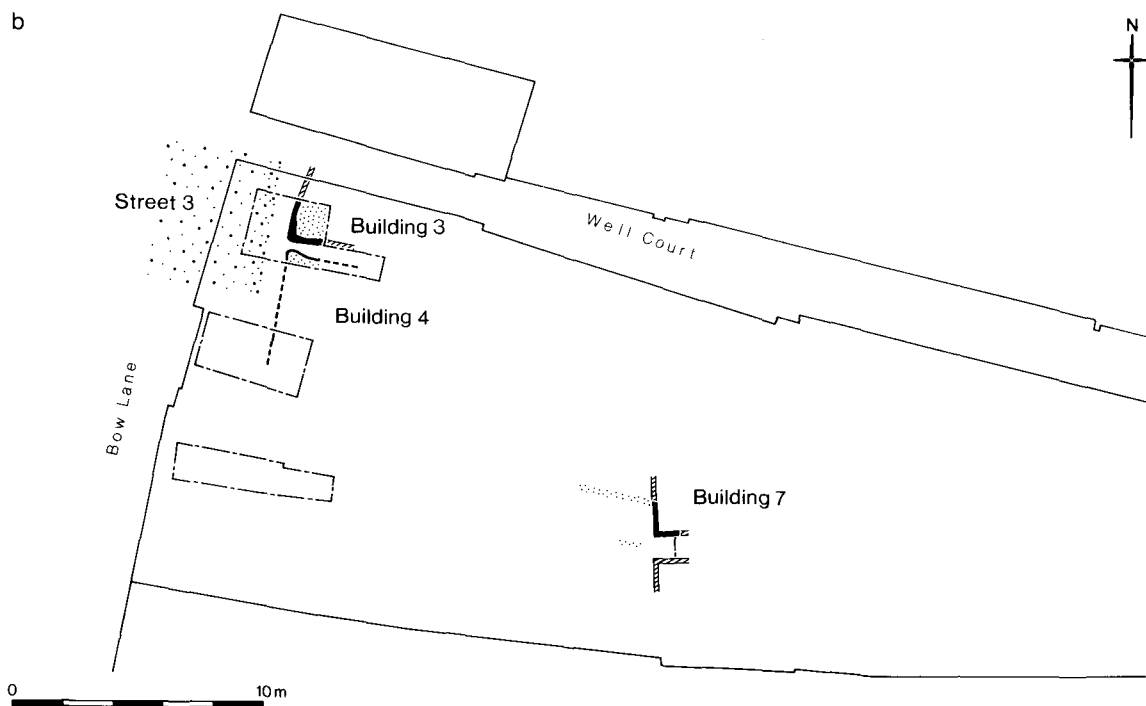 b
N
Street 3
Building 3
Well Court
Building 4
Bow Lane
Building 7
0 10 m